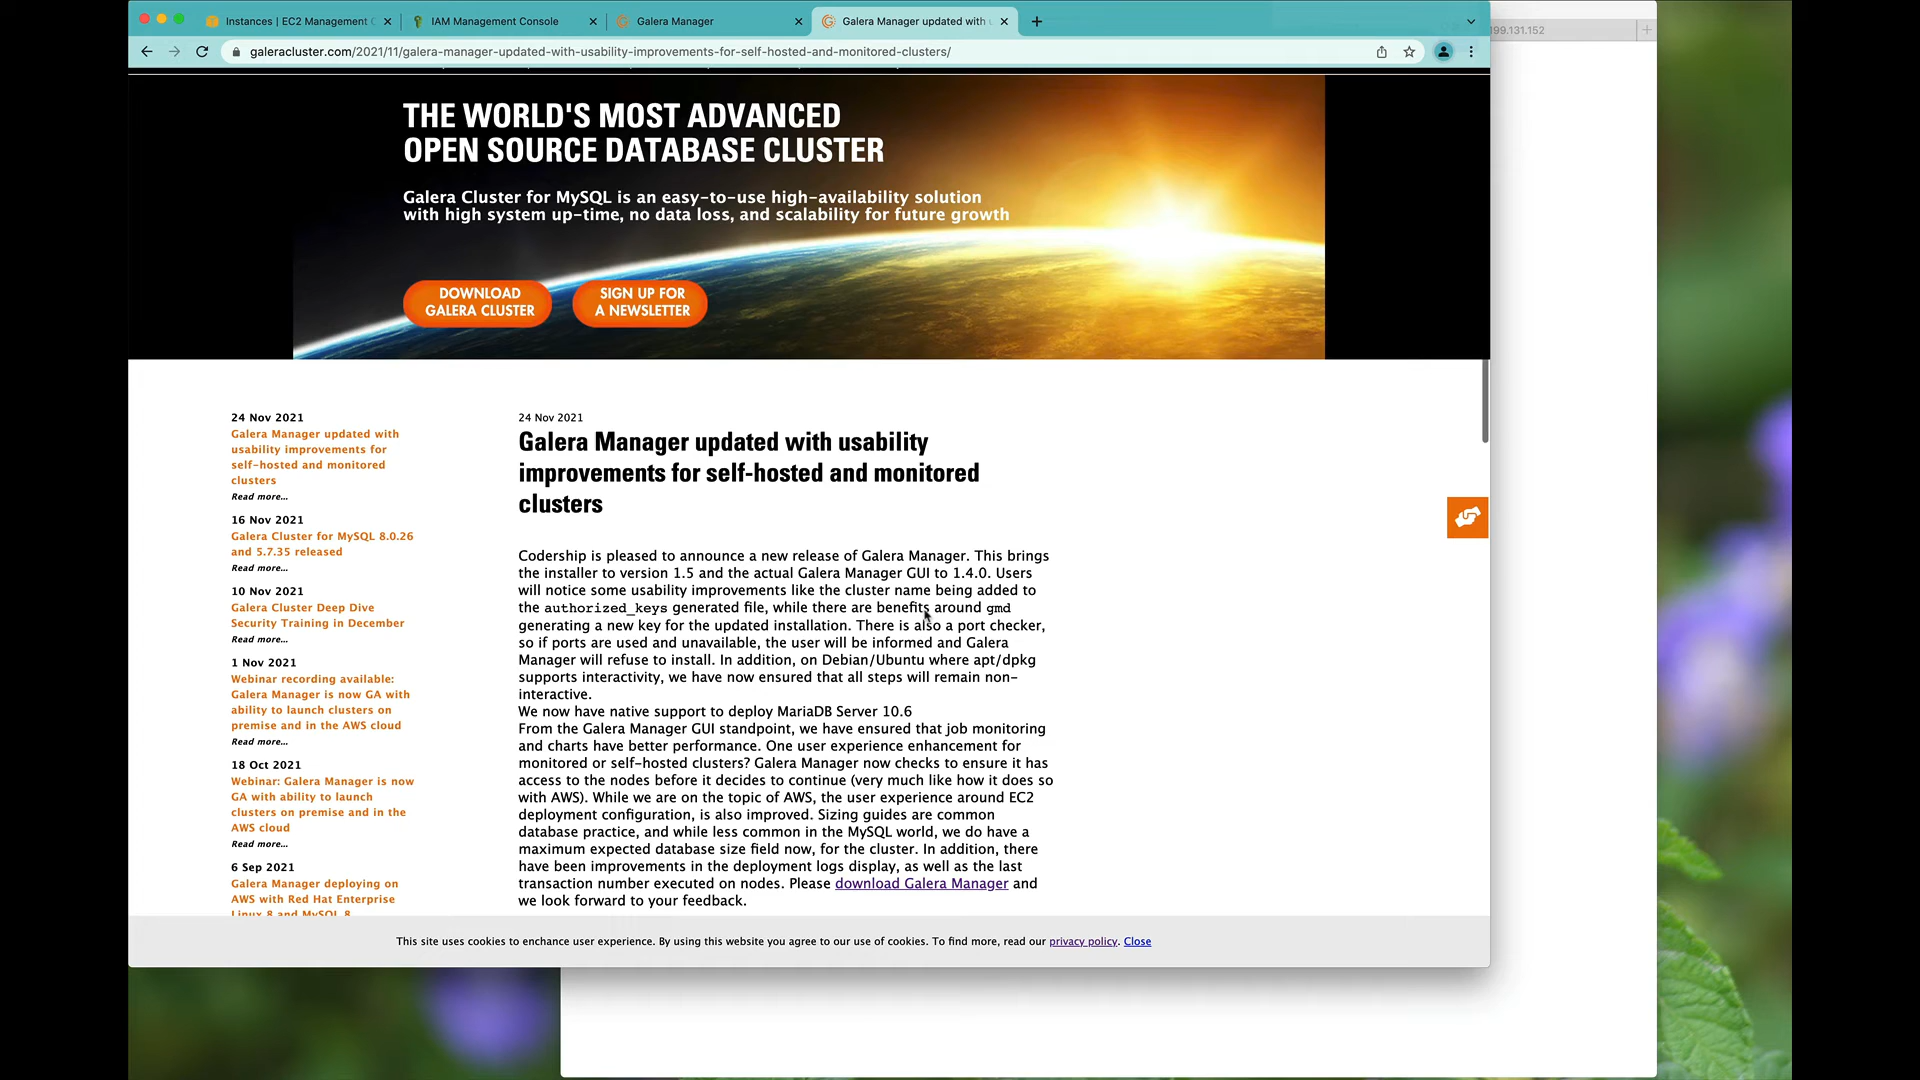 Instances | EC2 Management C
IAM Management Console
Galera Manager
Galera Manager updated with u
199.131.152
galeracluster.com/2021/11/galera-manager-updated-with-usability-improvements-for-self-hosted-and-monitored-clusters/
THE WORLD'S MOST ADVANCED
OPEN SOURCE DATABASE CLUSTER
Galera Cluster for MySQL is an easy-to-use high-availability solution
with high system up-time, no data loss, and scalability for future growth
DOWNLOAD
GALERA CLUSTER
SIGN UP FOR
A NEWSLETTER
24 Nov 2021
Galera Manager updated with
usability improvements for
self-hosted and monitored
clusters
Read more...
16 Nov 2021
Galera Cluster for MySQL 8.0.26
and 5.7.35 released
Read more...
10 Nov 2021
Galera Cluster Deep Dive
Security Training in December
Read more...
1 Nov 2021
Webinar recording available:
Galera Manager is now GA with
ability to launch clusters on
premise and in the AWS cloud
Read more...
18 Oct 2021
Webinar: Galera Manager is now
GA with ability to launch
clusters on premise and in the
AWS cloud
Read more...
6 Sep 2021
Galera Manager deploying on
AWS with Red Hat Enterprise
Linux 8 and MySQL 8
24 Nov 2021
Galera Manager updated with usability
improvements for self-hosted and monitored
clusters
Codership is pleased to announce a new release of Galera Manager. This brings
the installer to version 1.5 and the actual Galera Manager GUI to 1.4.0. Users
will notice some usability improvements like the cluster name being added to
the authorized_keys generated file, while there are benefits around gmd
generating a new key for the updated installation. There is also a port checker,
so if ports are used and unavailable, the user will be informed and Galera
Manager will refuse to install. In addition, on Debian/Ubuntu where apt/dpkg
supports interactivity, we have now ensured that all steps will remain non-
interactive.
We now have native support to deploy MariaDB Server 10.6
From the Galera Manager GUI standpoint, we have ensured that job monitoring
and charts have better performance. One user experience enhancement for
monitored or self-hosted clusters? Galera Manager now checks to ensure it has
access to the nodes before it decides to continue (very much like how it does so
with AWS). While we are on the topic of AWS, the user experience around EC2
deployment configuration, is also improved. Sizing guides are common
database practice, and while less common in the MySQL world, we do have a
maximum expected database size field now, for the cluster. In addition, there
have been improvements in the deployment logs display, as well as the last
transaction number executed on nodes. Please download Galera Manager and
we look forward to your feedback.
This site uses cookies to enchance user experience. By using this website you agree to our use of cookies. To find more, read our privacy policy. Close